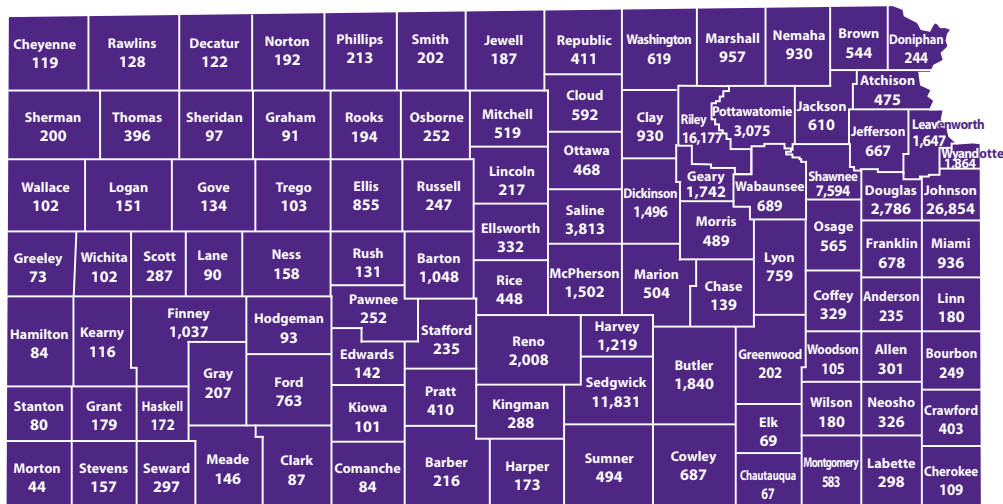 Cheyenne
119
Rawlins
128
Decatur
122
Norton
192
Phillips
213
Smith
202
Jewell
187
Republic
411
Washington
619
Marshall
957
Nemaha
930
Brown
544
Doniphan
244
Atchison
475
Sherman
200
Thomas
396
Sheridan
97
Graham
91
Rooks
194
Osborne
252
Mitchell
519
Cloud
592
Clay
930
Riley
16,177
Pottawatomie
3,075
Jackson
610
Jefferson
667
Leavenworth
1,647
Wyandotte
1,864
Wallace
102
Logan
151
Gove
134
Trego
103
Ellis
855
Russell
247
Lincoln
217
Ottawa
468
Saline
3,813
Dickinson
1,496
Geary
1,742
Wabaunsee
689
Shawnee
7,594
Douglas
2,786
Johnson
26,854
Ellsworth
332
Morris
489
Osage
565
Greeley
73
Wichita
102
Scott
287
Lane
90
Ness
158
Rush
131
Barton
1,048
Rice
448
McPherson
1,502
Marion
504
Chase
139
Lyon
759
Franklin
678
Miami
936
Hamilton
84
Kearny
116
Finney
1,037
Hodgeman
93
Pawnee
252
Stafford
235
Reno
2,008
Harvey
1,219
Butler
1,840
Greenwood
202
Coffey
329
Anderson
235
Linn
180
Gray
207
Ford
763
Edwards
142
Pratt
410
Kingman
288
Sedgwick
11,831
Woodson
105
Allen
301
Bourbon
249
Stanton
80
Grant
179
Haskell
172
Kiowa
101
Elk
69
Wilson
180
Neosho
326
Crawford
403
Morton
44
Stevens
157
Seward
297
Meade
146
Clark
87
Comanche
84
Barber
216
Harper
173
Sumner
494
Cowley
687
Chautauqua
67
Montgomery
583
Labette
298
Cherokee
109